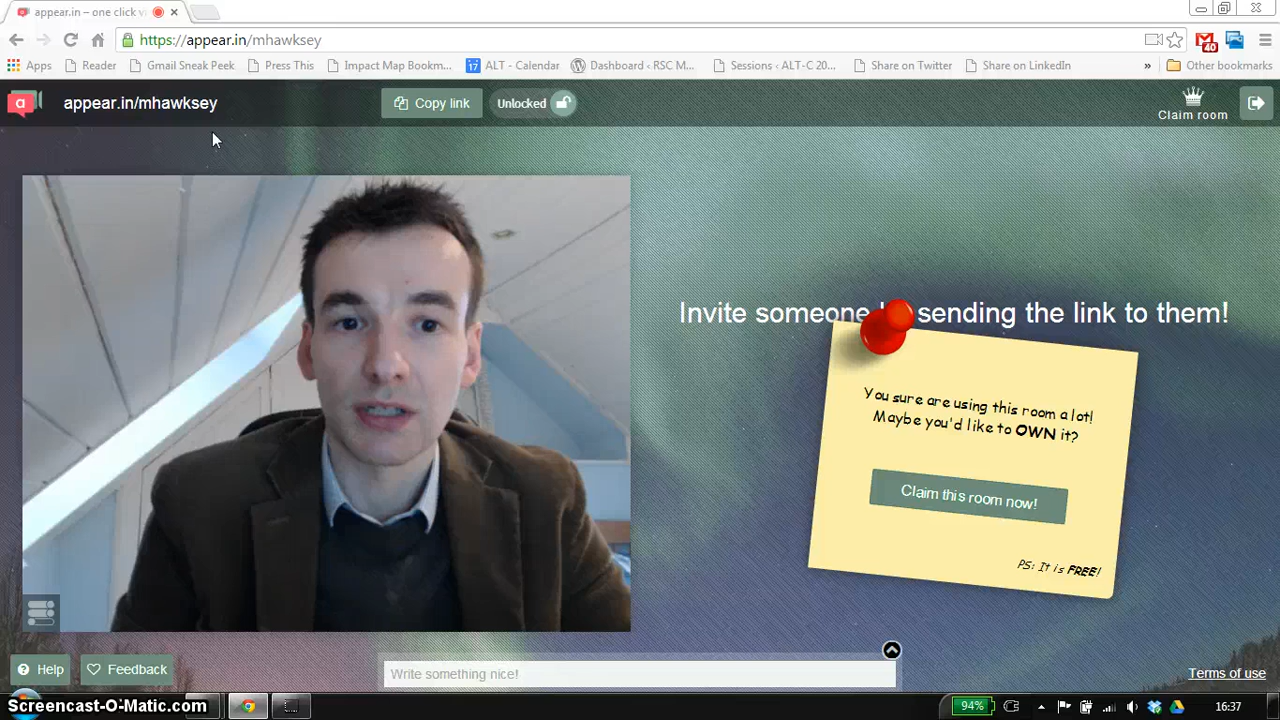 appear.in – one click v
https://appear.in/mhawksey
40
Apps Reader Gmail Sneak Peek Press This Impact Map Bookm... 17 ALT - Calendar Dashboard ‹ RSC M... Sessions ‹ ALT-C 20... Share on Twitter Share on LinkedIn » Other bookmarks
a appear.in/mhawksey Copy link Unlocked Claim room
Invite someone sending the link to them!
You sure are using this room a lot!
Maybe you'd like to OWN it?
Claim this room now!
PS: It is FREE!
? Help Feedback Write something nice! Terms of use
Screencast-O-Matic.com 94% 16:37